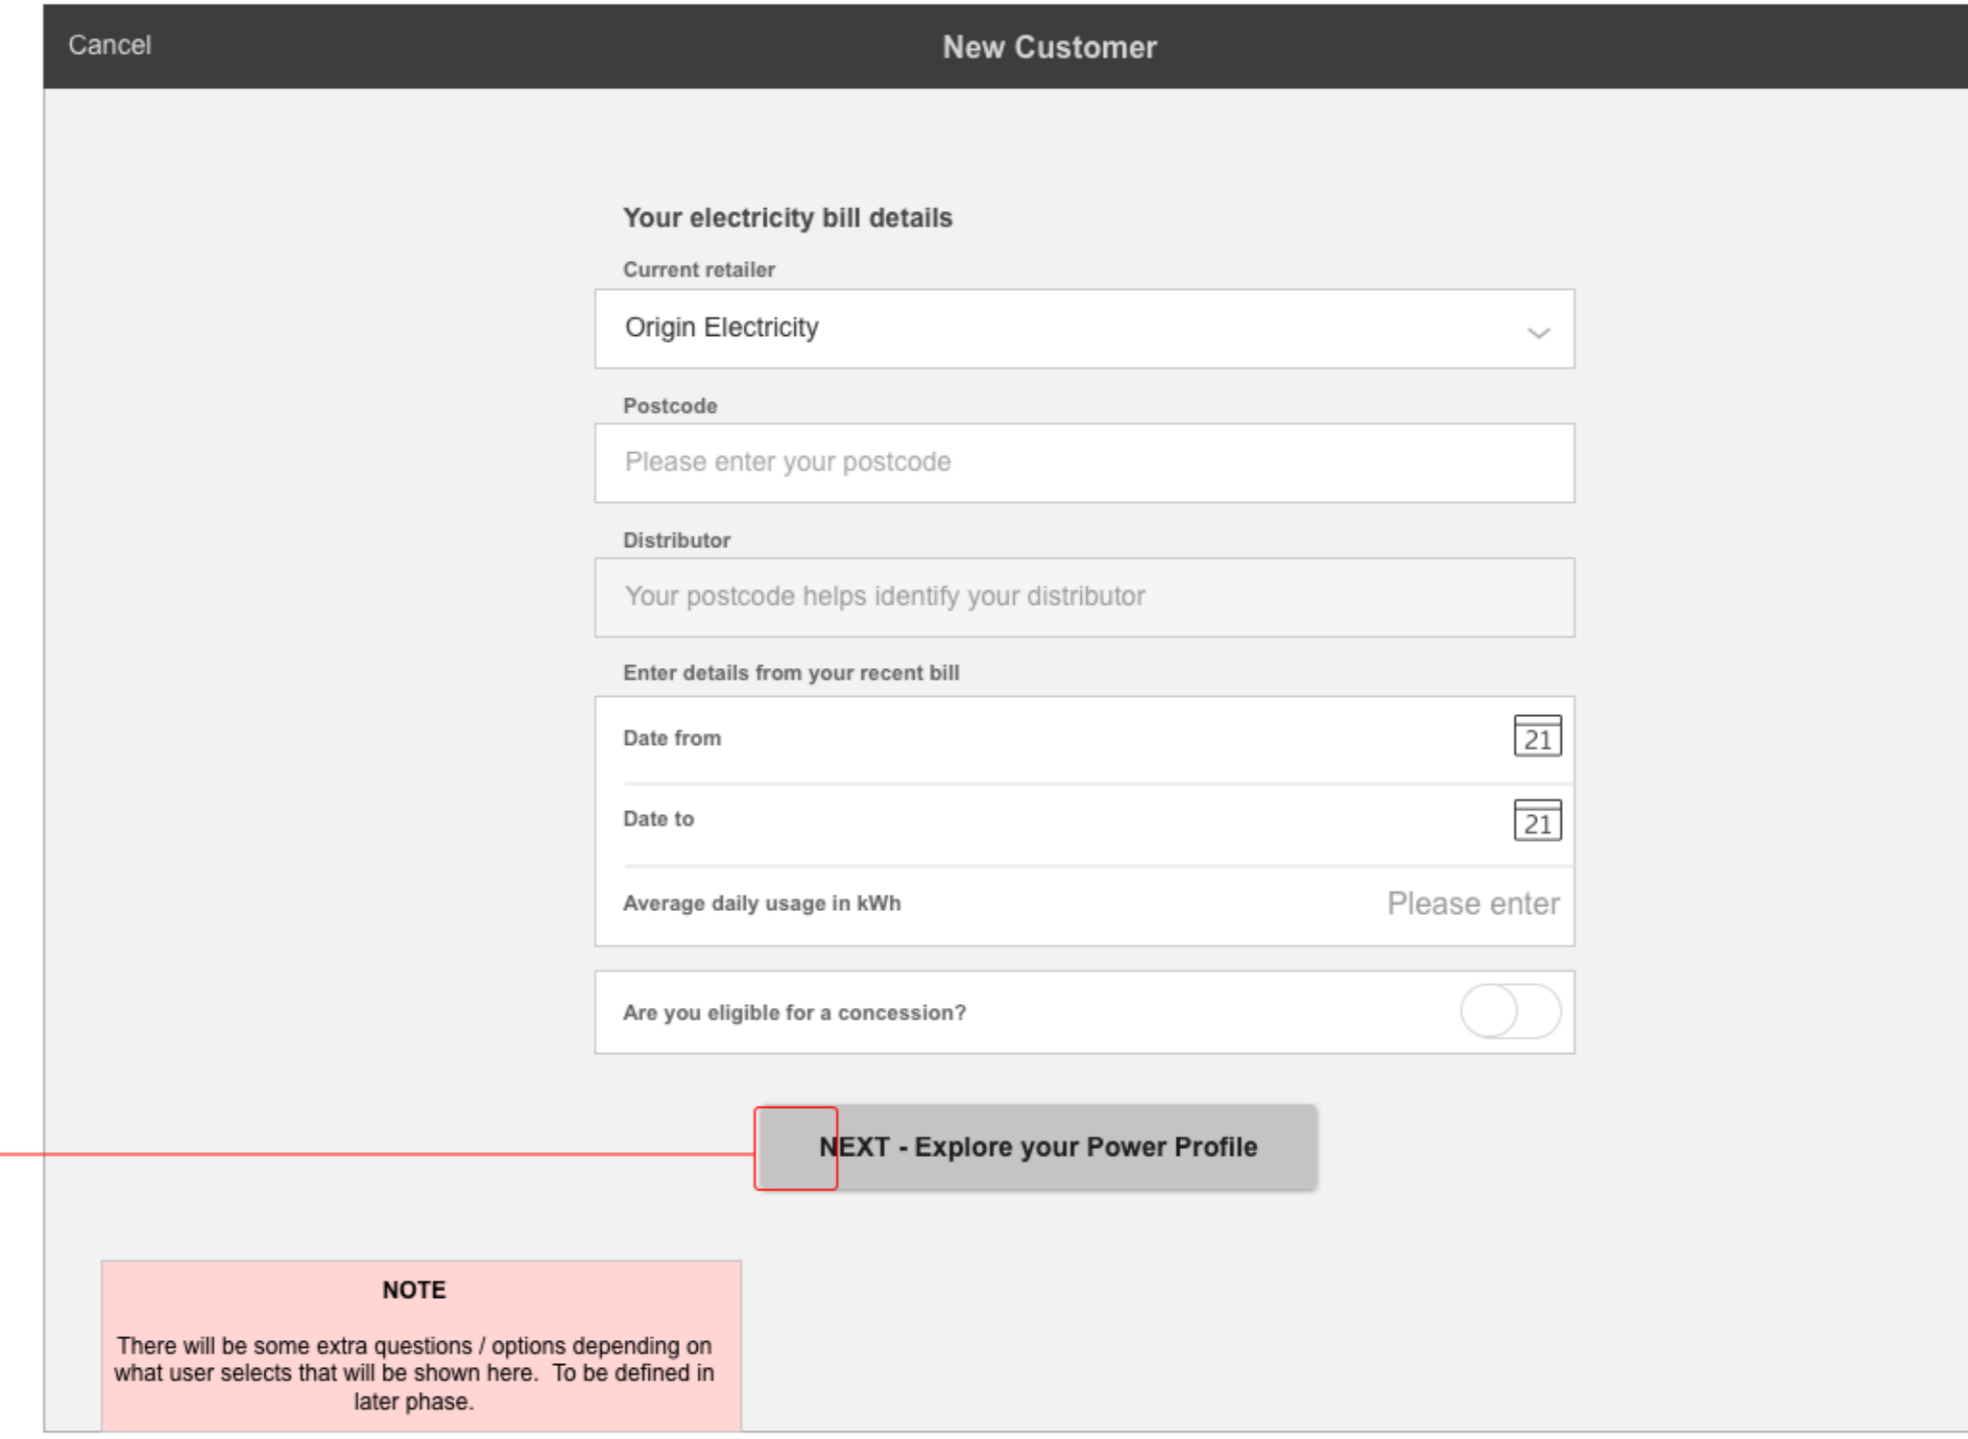 Cancel
New Customer
Your electricity bill details
Current retailer
Origin Electricity
Postcode
Please enter your postcode
Distributor
Your postcode helps identify your distributor
Enter details from your recent bill
Date from
21
Date to
21
Average daily usage in kWh
Please enter
Are you eligible for a concession?
NEXT - Explore your Power Profile
NOTE
There will be some extra questions / options depending on
what user selects that will be shown here.  To be defined in
later phase.